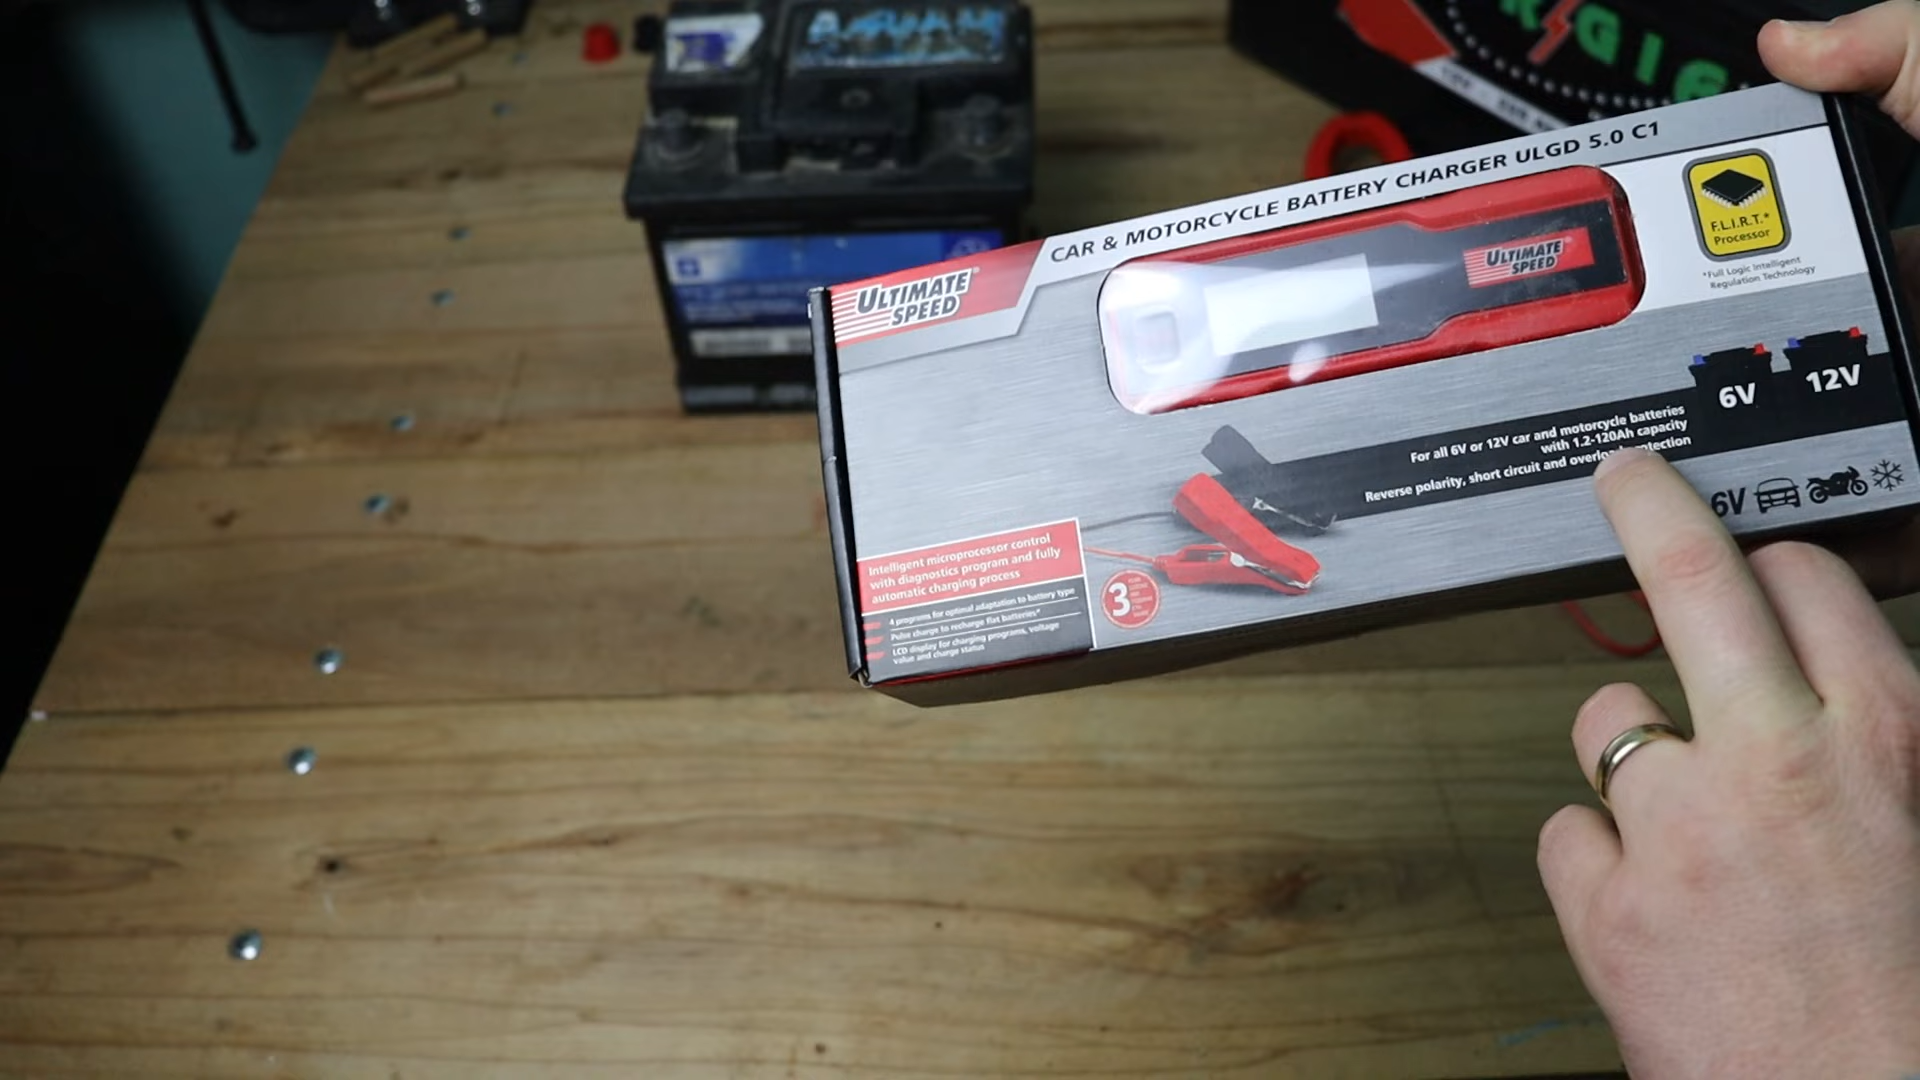 ULTIMATE SPEED®
CAR & MOTORCYCLE BATTERY CHARGER ULGD 5.0 C1
ULTIMATE SPEED
F.L.I.R.T.*
Processor
*Full Logic Intelligent
Regulation Technology
6V
12V
For all 6V or 12V car and motorcycle batteries
with 1.2-120Ah capacity
Reverse polarity, short circuit and
6V
Intelligent microprocessor control
with diagnostics program and fully
automatic charging process
4 programs for optimal adaptation to battery type
Pulse charge to recharge flat batteries*
LCD display for charging programs, voltage
value and charge status
3